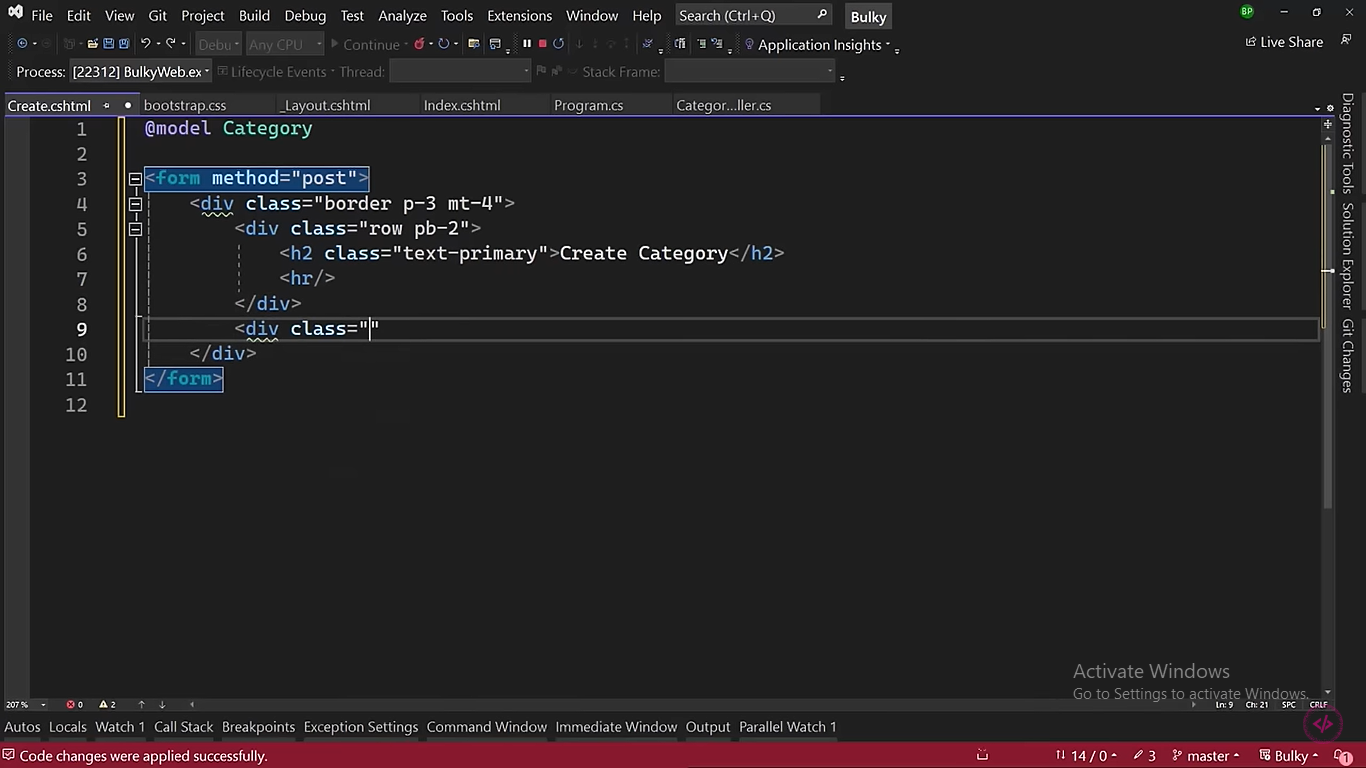 File Edit View Git Project Build Debug Test Analyze Tools Extensions Window Help Search (Ctrl+Q) Bulky BP
Debu Any CPU Continue Application Insights Live Share
Process: [22312] BulkyWeb.ex Lifecycle Events Thread: Stack Frame:
Create.cshtml bootstrap.css _Layout.cshtml Index.cshtml Program.cs Categor...ller.cs
1 @model Category
2
3 <form method="post">
4 <div class="border p-3 mt-4">
5 <div class="row pb-2">
6 <h2 class="text-primary">Create Category</h2>
7 <hr/>
8 </div>
9 <div class=""
10 </div>
11 </form>
12
Diagnostic Tools
Solution Explorer
Git Changes
Activate Windows
Go to Settings to activate Windows.
207 % 0 2 Ln: 9 Ch: 21 SPC CRLF
Autos Locals Watch 1 Call Stack Breakpoints Exception Settings Command Window Immediate Window Output Parallel Watch 1
Code changes were applied successfully. 14 / 0 3 master Bulky 1